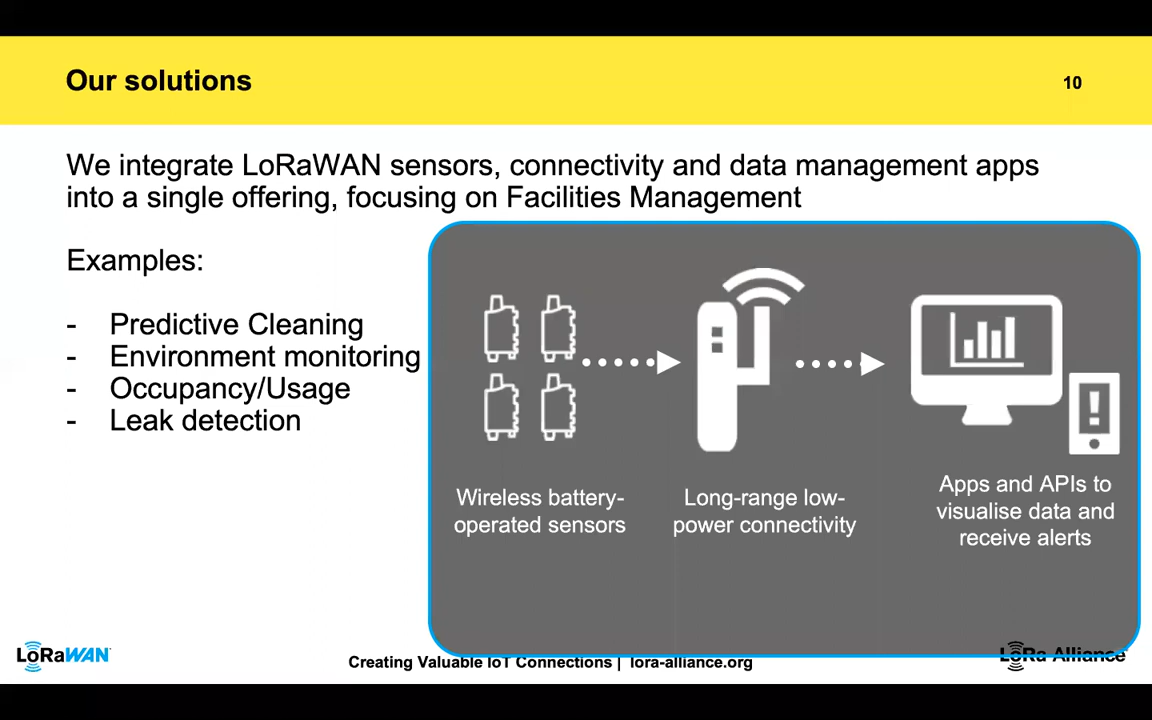 Our solutions
10
We integrate LoRaWAN sensors, connectivity and data management apps
into a single offering, focusing on Facilities Management
Examples:
- Predictive Cleaning
- Environment monitoring
- Occupancy/Usage
- Leak detection
Wireless battery-
operated sensors
Long-range low-
power connectivity
Apps and APIs to
visualise data and
receive alerts
LoRaWAN
Creating Valuable IoT Connections | lora-alliance.org
LoRa Alliance